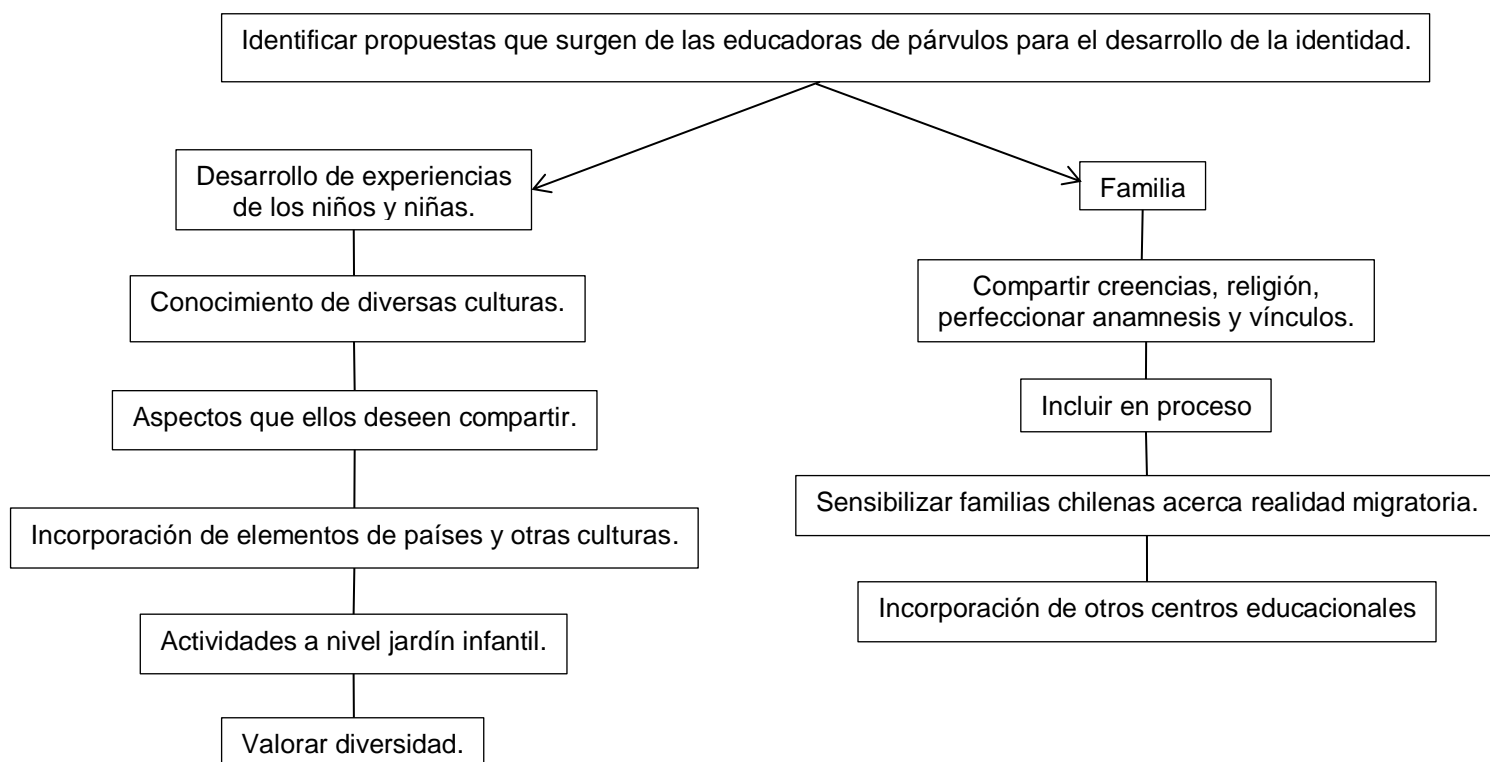 Identificar propuestas que surgen de las educadoras de párvulos para el desarrollo de la identidad.
Desarrollo de experiencias
de los niños y niñas.
Conocimiento de diversas culturas.
Aspectos que ellos deseen compartir.
Incorporación de elementos de países y otras culturas.
Actividades a nivel jardín infantil.
Valorar diversidad.
Familia
Compartir creencias, religión,
perfeccionar anamnesis y vínculos.
Incluir en proceso
Sensibilizar familias chilenas acerca realidad migratoria.
Incorporación de otros centros educacionales